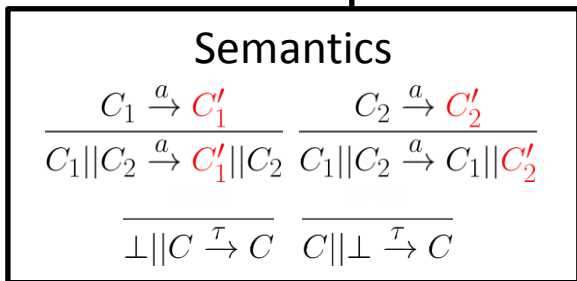 Semantics
C₁ →ᵃ C₁′   C₂ →ᵃ C₂′
C₁||C₂ →ᵃ C₁′||C₂   C₁||C₂ →ᵃ C₁||C₂′
⊥||C →^τ C   C||⊥ →^τ C